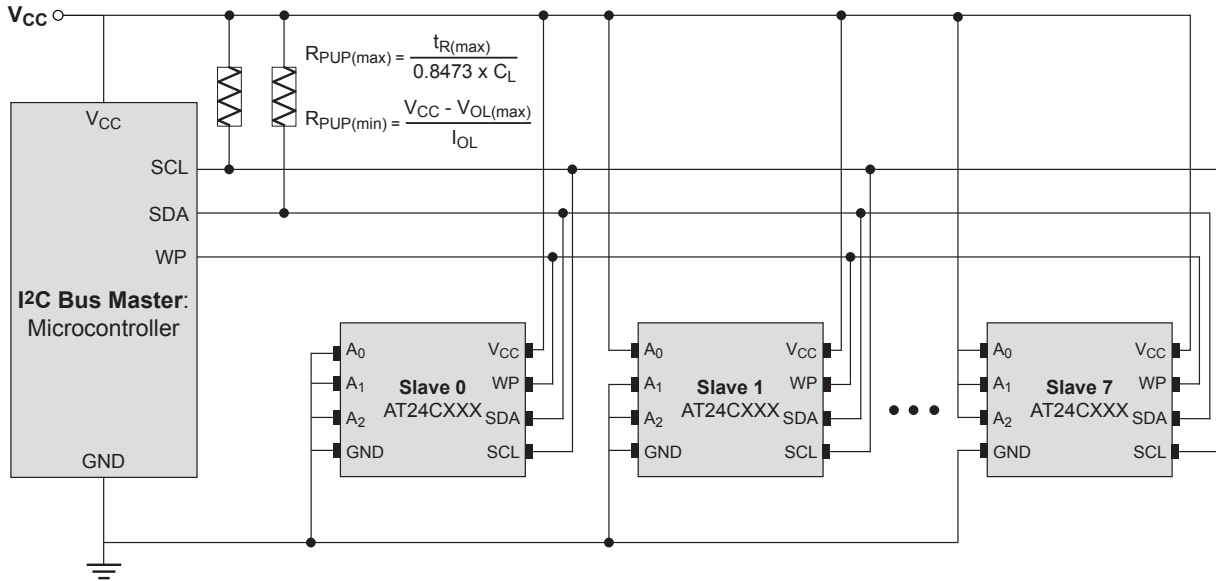 VCC
RPUP(max) = tR(max) / 0.8473 x CL
RPUP(min) = VCC - VOL(max) / IOL
VCC
SCL
SDA
WP
I2C Bus Master:
Microcontroller
GND
A0
A1
A2
GND
Slave 0
AT24CXXX
VCC
WP
SDA
SCL
A0
A1
A2
GND
Slave 1
AT24CXXX
VCC
WP
SDA
SCL
A0
A1
A2
GND
Slave 7
AT24CXXX
VCC
WP
SDA
SCL